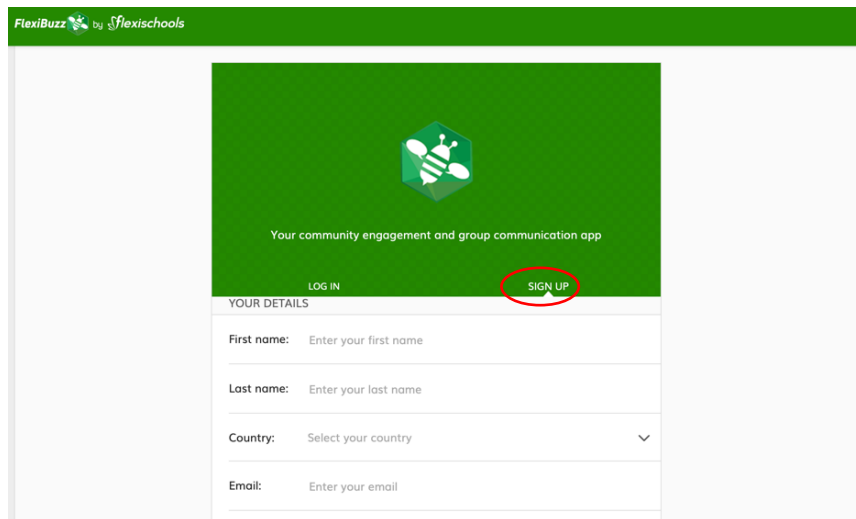 FlexiBuzz by flexischools
Your community engagement and group communication app
LOG IN SIGN UP
YOUR DETAILS
First name: Enter your first name
Last name: Enter your last name
Country: Select your country
Email: Enter your email